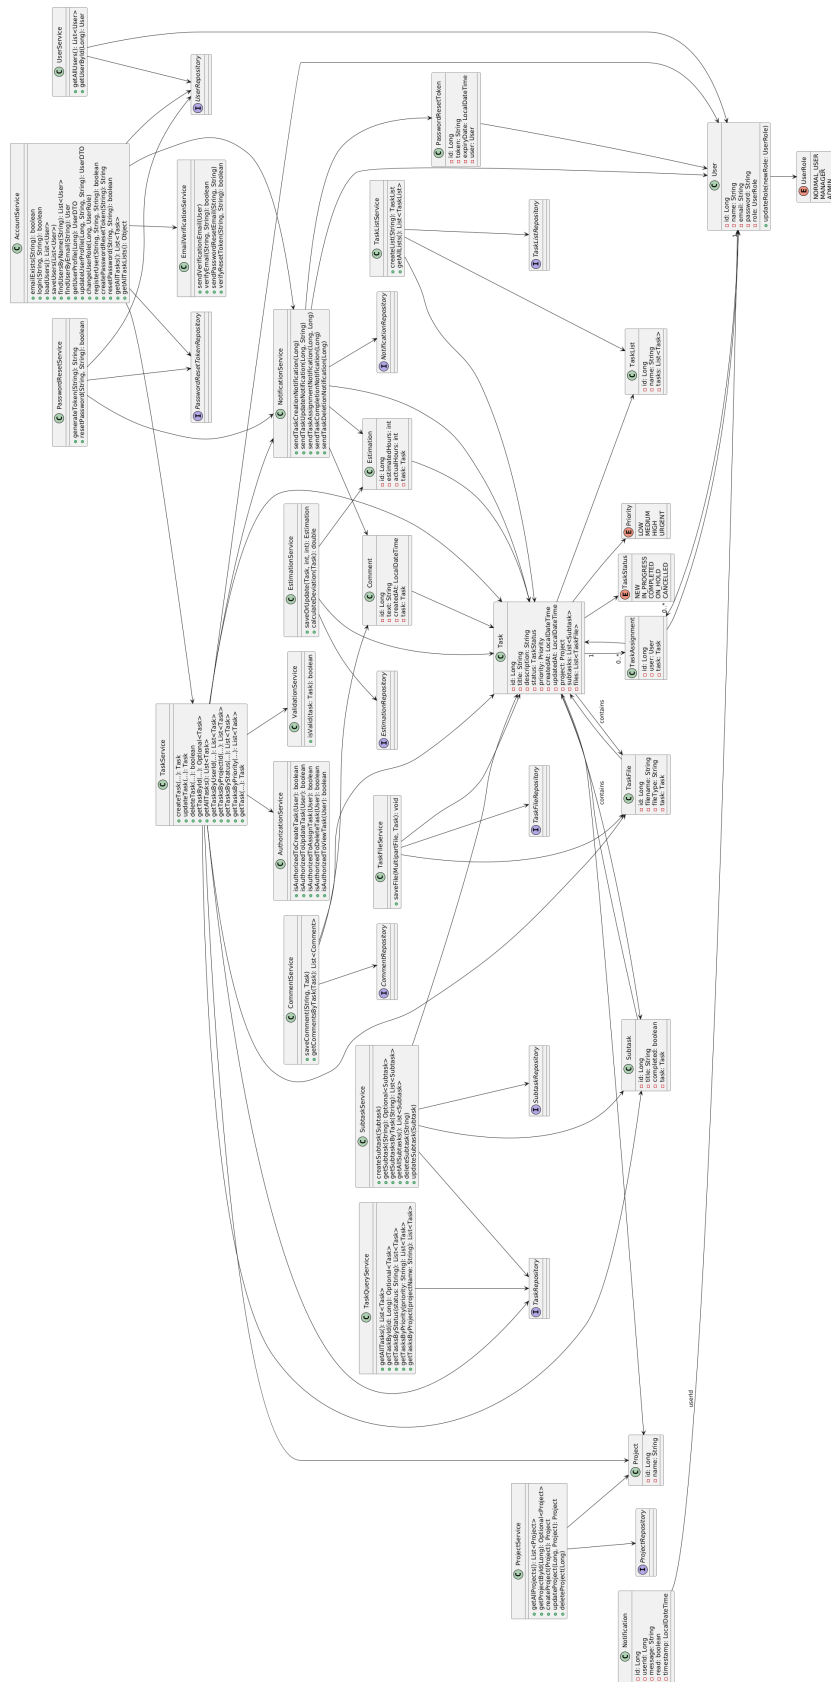 UserService
getAllUsers(): List<User>
getUserById(Long): User
AccountService
emailExists(String): boolean
login(String, String): boolean
loadUsers(): List<User>
saveUsers(List<User>)
findUsersByName(String): List<User>
findUserByEmail(String): User
getUserProfile(Long): UserDTO
updateUserProfile(Long, String, String): UserDTO
changeUserRole(Long, UserRole)
registerUser(String, String, String): boolean
createPasswordResetToken(String): String
resetPassword(String, String): boolean
getAllTasks(): List<Task>
getAllTaskLists(): Object
PasswordResetService
generateToken(String): String
resetPassword(String, String): boolean
UserRepository
EmailVerificationService
sendVerificationEmail(User)
verifyEmail(String, String): boolean
sendPasswordResetEmail(String, String)
verifyResetToken(String, String): boolean
PasswordResetTokenRepository
TaskService
createTask(...): Task
updateTask(...): Task
deleteTask(...): boolean
getTaskById(...): Optional<Task>
getAllTasks(): List<Task>
getTasksByUserId(...): List<Task>
getTasksByProjectId(...): List<Task>
getTasksByStatus(...): List<Task>
getTasksByPriority(...): List<Task>
getTask(...): Task
NotificationService
sendTaskCreationNotification(Long)
sendTaskUpdateNotification(Long, String)
sendTaskAssignmentNotification(Long, Long)
sendTaskCompletionNotification(Long)
sendTaskDeletionNotification(Long)
EstimationService
saveOrUpdate(Task, int, int): Estimation
calculateDeviation(Task): double
ValidationService
isValid(task: Task): boolean
AuthorizationService
isAuthorizedToCreateTask(User): boolean
isAuthorizedToUpdateTask(User): boolean
isAuthorizedToAssignTask(User): boolean
isAuthorizedToDeleteTask(User): boolean
isAuthorizedToViewTask(User): boolean
CommentService
saveComment(String, Task)
getCommentsByTask(Task): List<Comment>
PasswordResetToken
id: Long
token: String
expiryDate: LocalDateTime
user: User
TaskListService
createList(String): TaskList
getAllLists(): List<TaskList>
NotificationRepository
Estimation
id: Long
estimatedHours: int
actualHours: int
task: Task
Comment
id: Long
text: String
createdAt: LocalDateTime
task: Task
EstimationRepository
TaskFileService
saveFile(MultipartFile, Task): void
CommentRepository
SubtaskService
createSubtask(Subtask)
getSubtask(String): Optional<Subtask>
getSubtasksByTask(String): List<Subtask>
getAllSubtasks(): List<Subtask>
deleteSubtask(String)
updateSubtask(Subtask)
TaskQueryService
getAllTasks(): List<Task>
getTaskById(id: Long): Optional<Task>
getTasksByStatus(status: String): List<Task>
getTasksByPriority(priority: String): List<Task>
getTasksByProject(projectName: String): List<Task>
TaskListRepository
Task
id: Long
title: String
description: String
status: TaskStatus
priority: Priority
createdAt: LocalDateTime
updatedAt: LocalDateTime
project: Project
subtasks: List<Subtask>
files: List<TaskFile>
TaskFileRepository
SubtaskRepository
TaskRepository
ProjectService
getAllProjects(): List<Project>
getProjectById(Long): Optional<Project>
createProject(Project): Project
updateProject(Long, Project): Project
deleteProject(Long)
TaskList
id: Long
name: String
tasks: List<Task>
Priority
LOW
MEDIUM
HIGH
URGENT
TaskStatus
NEW
IN_PROGRESS
COMPLETED
ON_HOLD
CANCELLED
TaskAssignment
id: Long
user: User
task: Task
1
0..*
0..*
contains
contains
TaskFile
id: Long
filename: String
fileType: String
task: Task
Subtask
id: Long
title: String
completed: boolean
task: Task
Project
id: Long
name: String
ProjectRepository
Notification
id: Long
userId: Long
message: String
read: boolean
timestamp: LocalDateTime
userId
User
id: Long
name: String
email: String
password: String
role: UserRole
updateRole(newRole: UserRole)
UserRole
NORMAL_USER
MANAGER
ADMIN